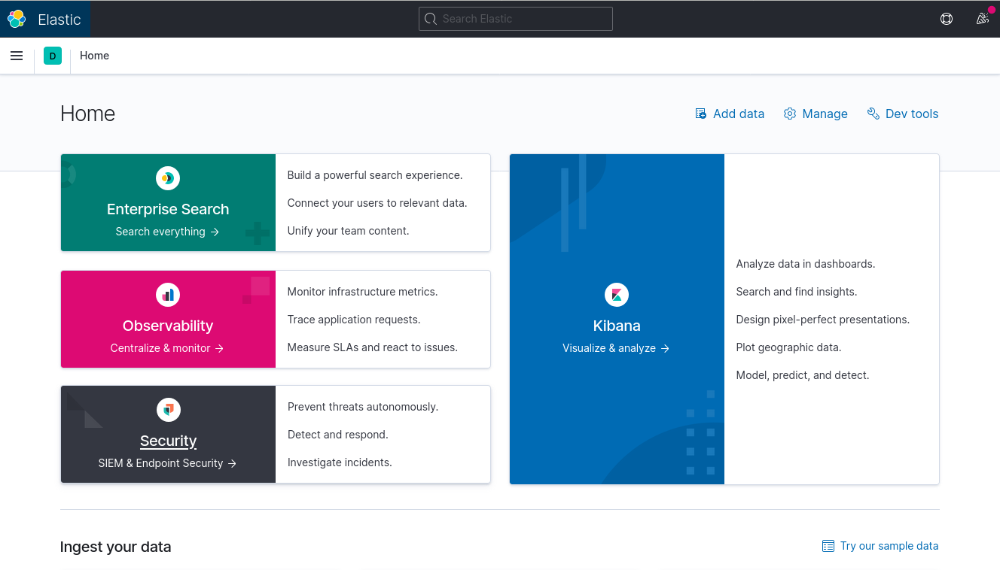 Elastic
Search Elastic
D
Home
Home
Add data
Manage
Dev tools
Enterprise Search
Search everything →
Build a powerful search experience.
Connect your users to relevant data.
Unify your team content.
Observability
Centralize & monitor →
Monitor infrastructure metrics.
Trace application requests.
Measure SLAs and react to issues.
Security
SIEM & Endpoint Security →
Prevent threats autonomously.
Detect and respond.
Investigate incidents.
Kibana
Visualize & analyze →
Analyze data in dashboards.
Search and find insights.
Design pixel-perfect presentations.
Plot geographic data.
Model, predict, and detect.
Ingest your data
Try our sample data